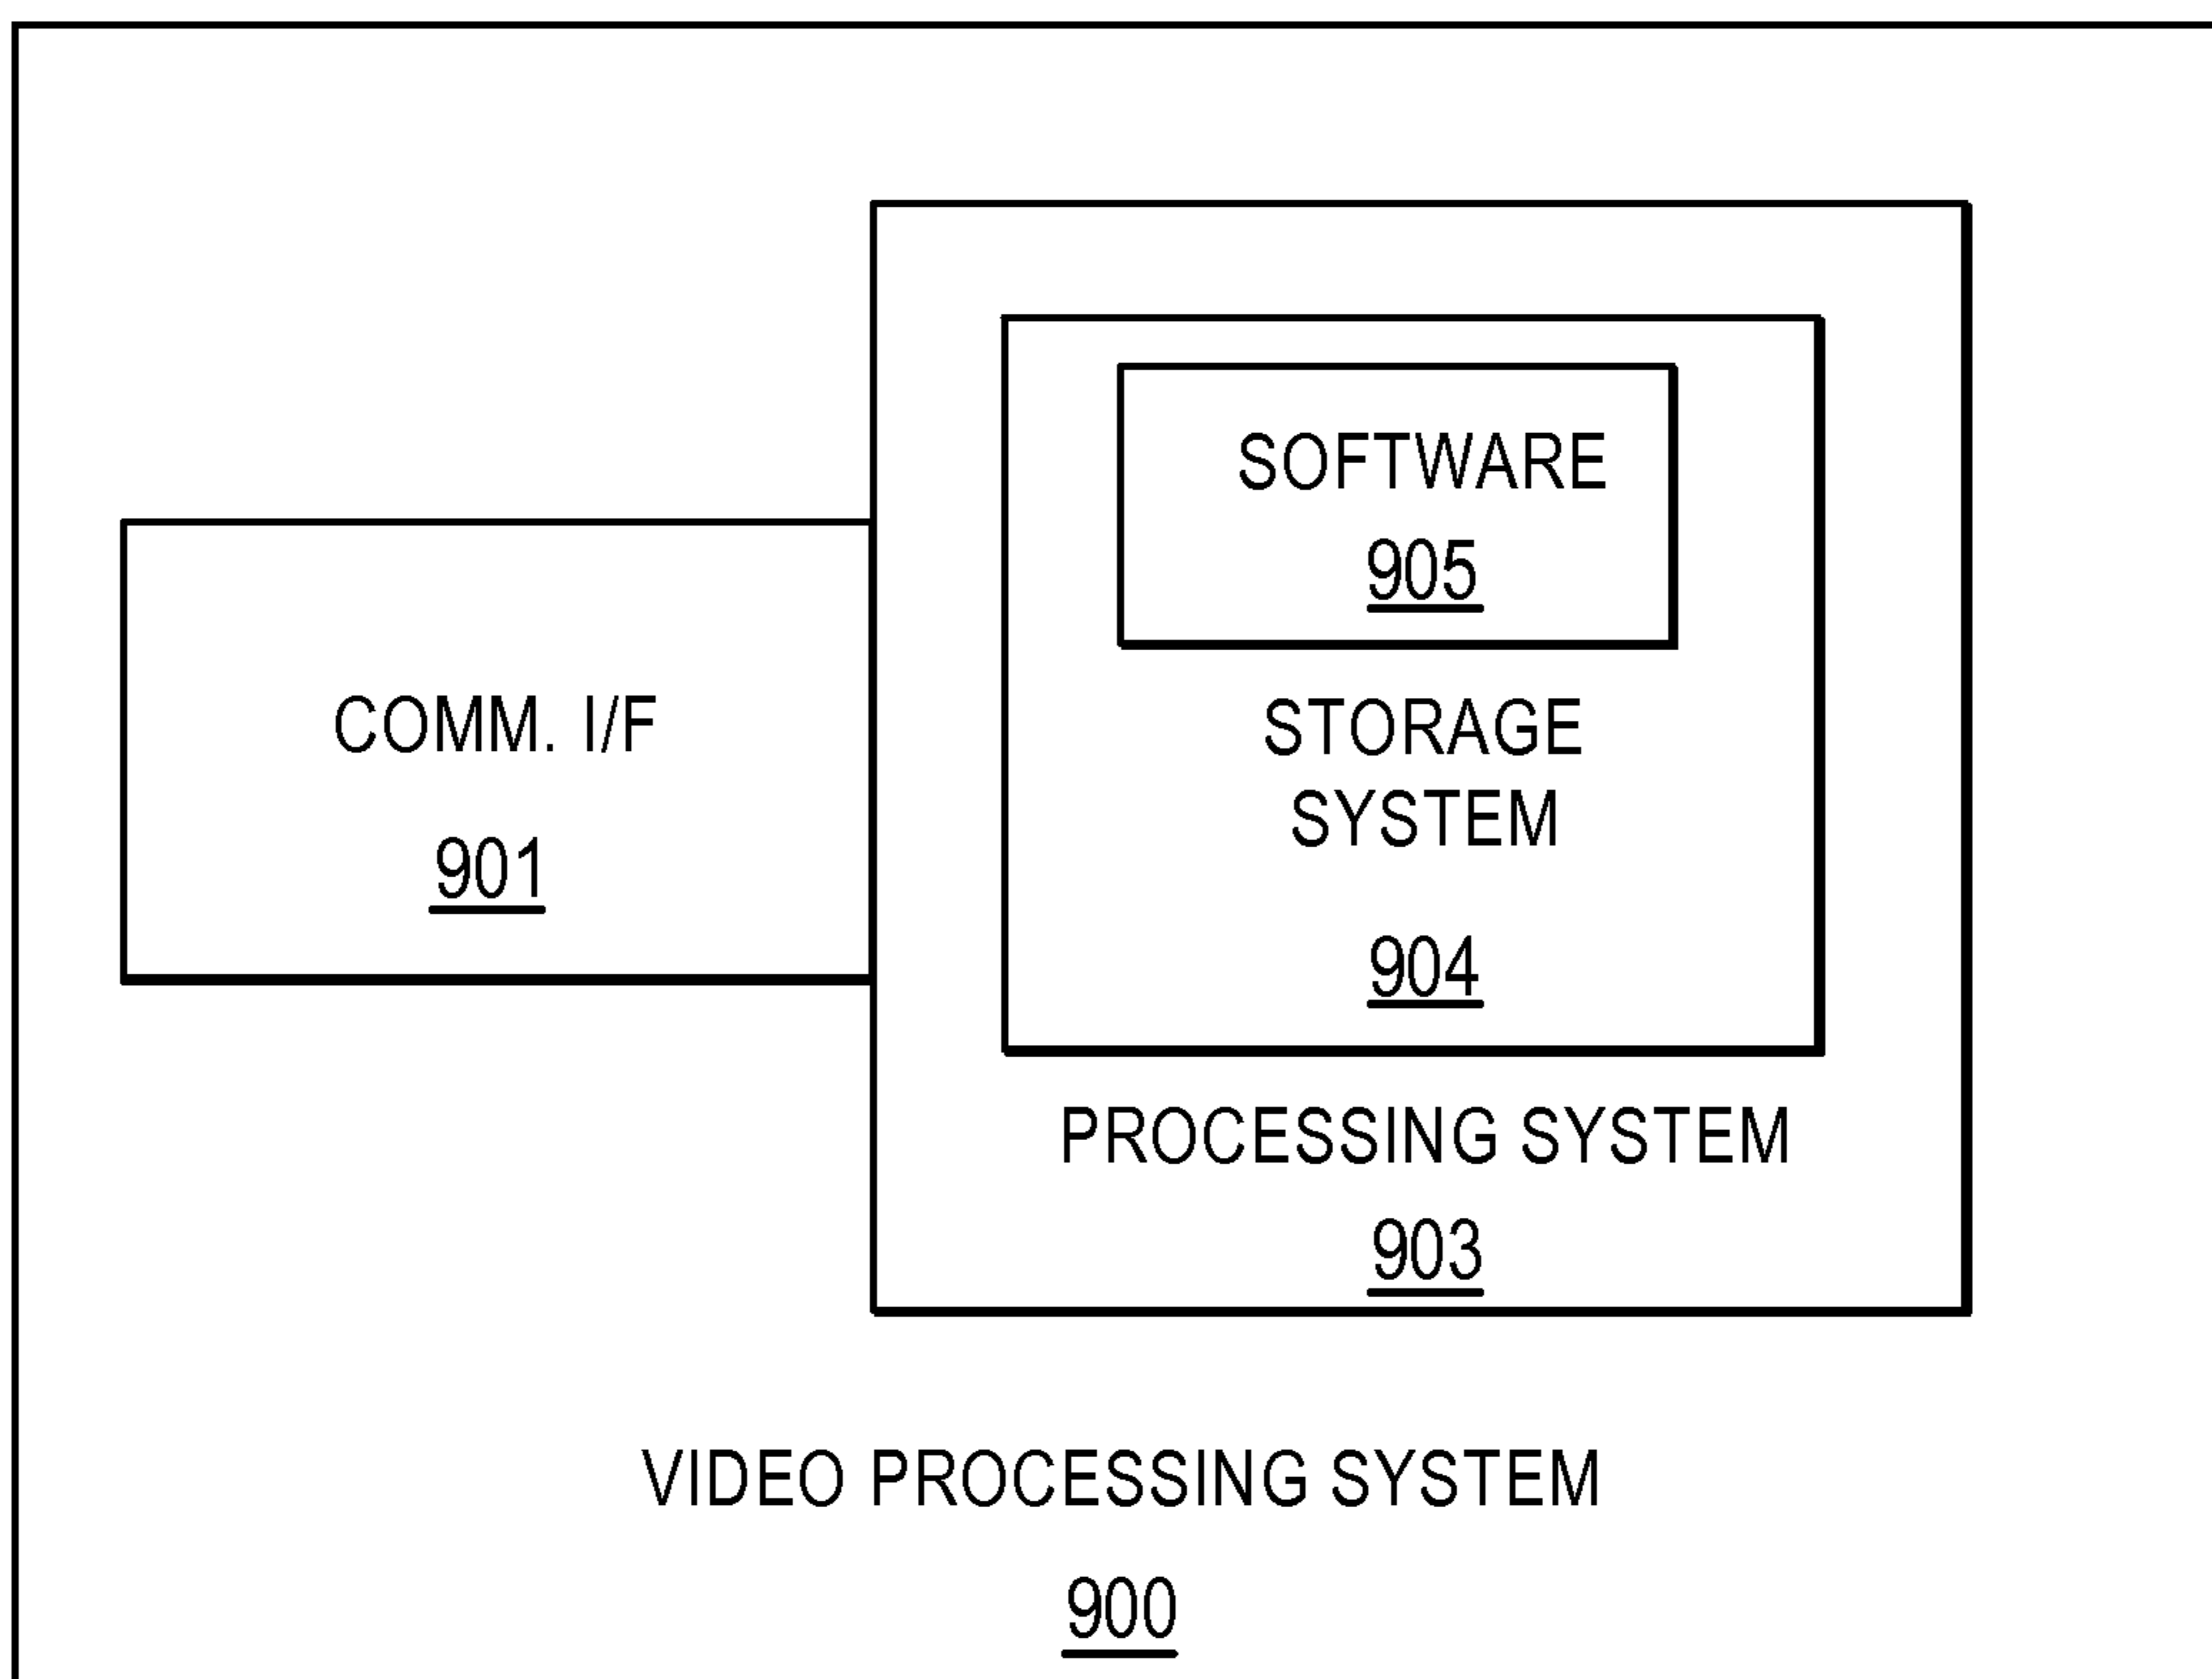 SOFTWARE
905
COMM. I/F
901
STORAGE
SYSTEM
904
PROCESSING SYSTEM
903
VIDEO PROCESSING SYSTEM
900